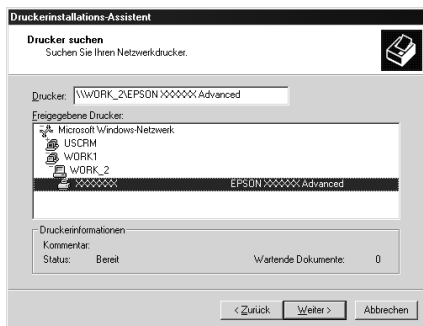 Druckerinstallations-Assistent
Drucker suchen
Suchen Sie Ihren Netzwerkdrucker.
Drucker: \\WORK_2\EPSON XXXXXX Advanced
Freigegebene Drucker:
Microsoft Windows-Netzwerk
USCRM
WORK1
WORK_2
XXXXXX EPSON XXXXXX Advanced
Druckerinformationen
Kommentar:
Status: Bereit Wartende Dokumente: 0
< Zurück Weiter > Abbrechen